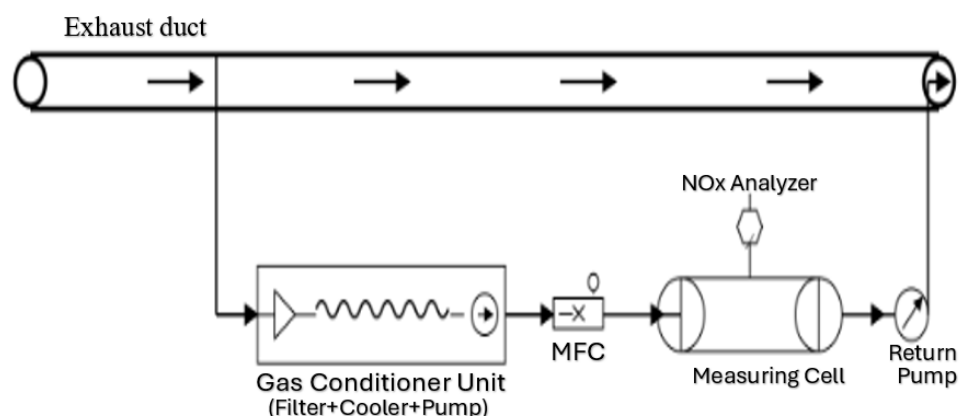 Exhaust duct
NOx Analyzer
MFC
Gas Conditioner Unit
(Filter+Cooler+Pump)
Measuring Cell
Return
Pump